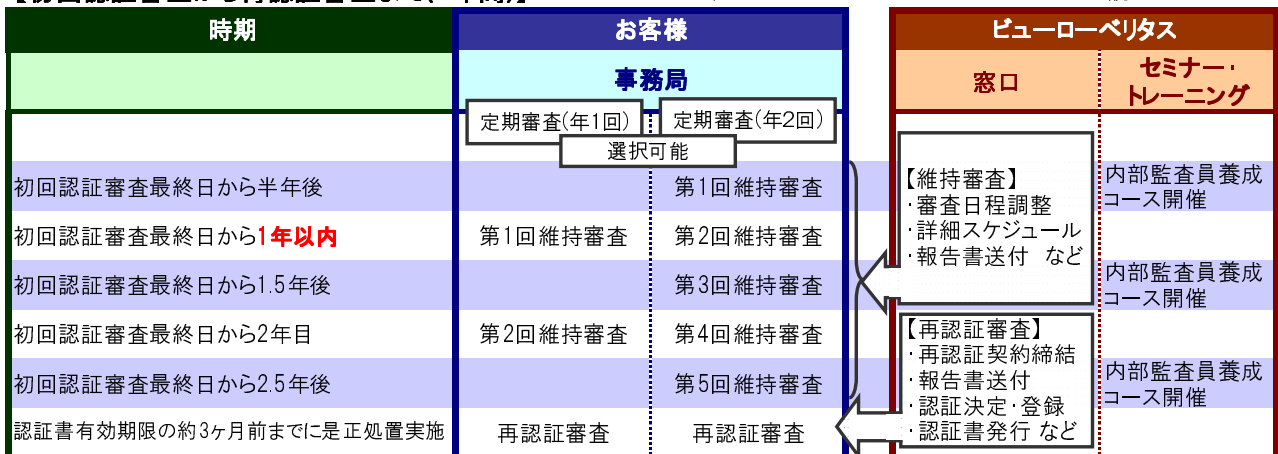 時期
お客様
ビューローベリタス
事務局
窓口
セミナー・
トレーニング
定期審査(年1回)
定期審査(年2回)
選択可能
初回認証審査最終日から半年後
第1回維持審査
初回認証審査最終日から1年以内
第1回維持審査
第2回維持審査
初回認証審査最終日から1.5年後
第3回維持審査
初回認証審査最終日から2年目
第2回維持審査
第4回維持審査
初回認証審査最終日から2.5年後
第5回維持審査
認証書有効期限の約3ヶ月前までに是正処置実施
再認証審査
再認証審査
【維持審査】
・審査日程調整
・詳細スケジュール
・報告書送付 など
【再認証審査】
・再認証契約締結
・報告書送付
・認証決定・登録
・認証書発行 など
内部監査員養成
コース開催
内部監査員養成
コース開催
内部監査員養成
コース開催